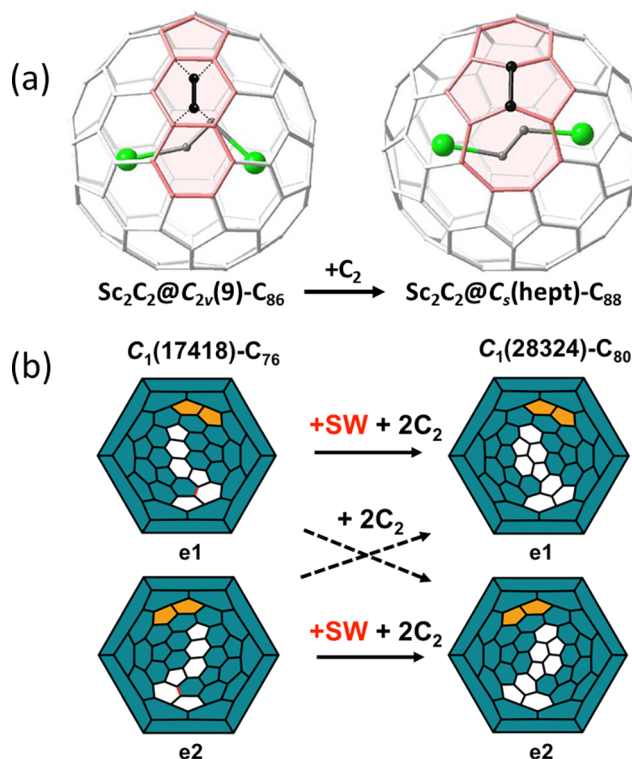 (a)
+C₂
Sc₂C₂@C₂ᵥ(9)-C₈₆
Sc₂C₂@Cₛ(hept)-C₈₈
(b)
C₁(17418)-C₇₆
C₁(28324)-C₈₀
+SW + 2C₂
e1
e1
+ 2C₂
+SW + 2C₂
e2
e2